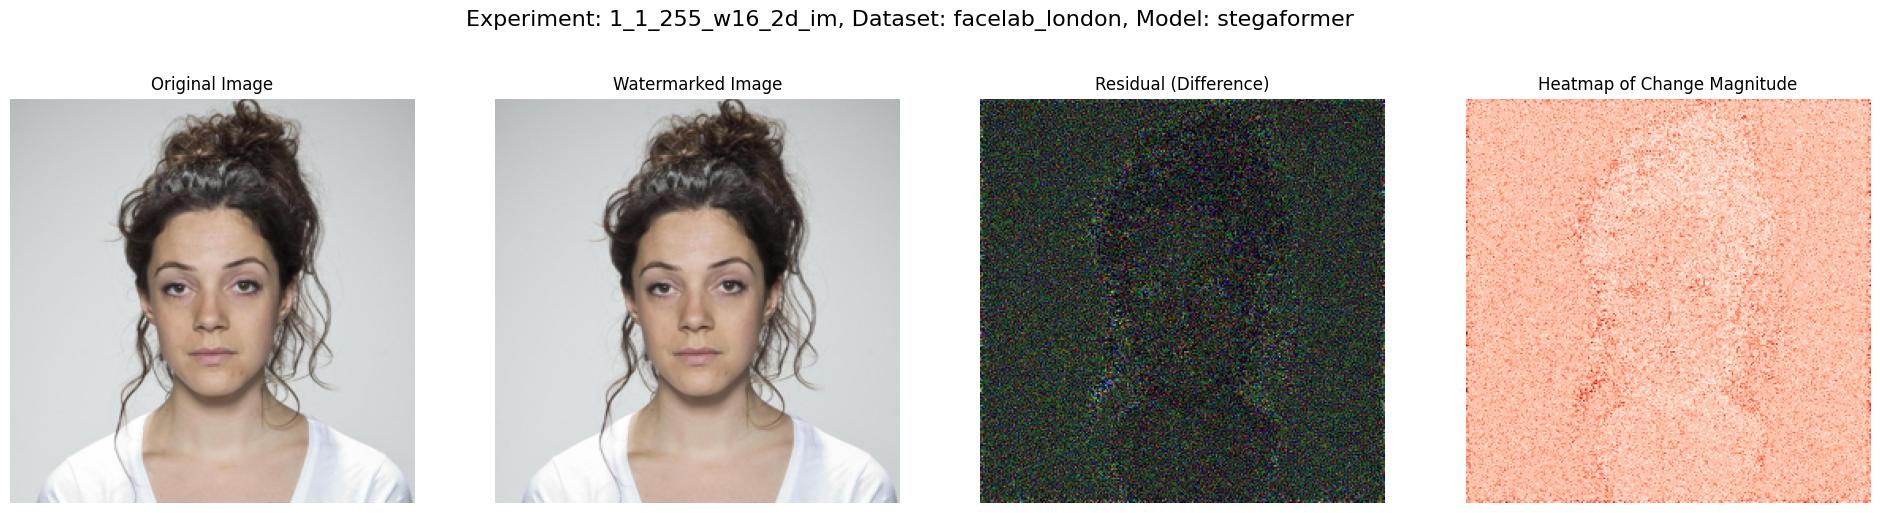 Experiment: 1_1_255_w16_2d_im, Dataset: facelab_london, Model: stegaformer
Original Image
Watermarked Image
Residual (Difference)
Heatmap of Change Magnitude